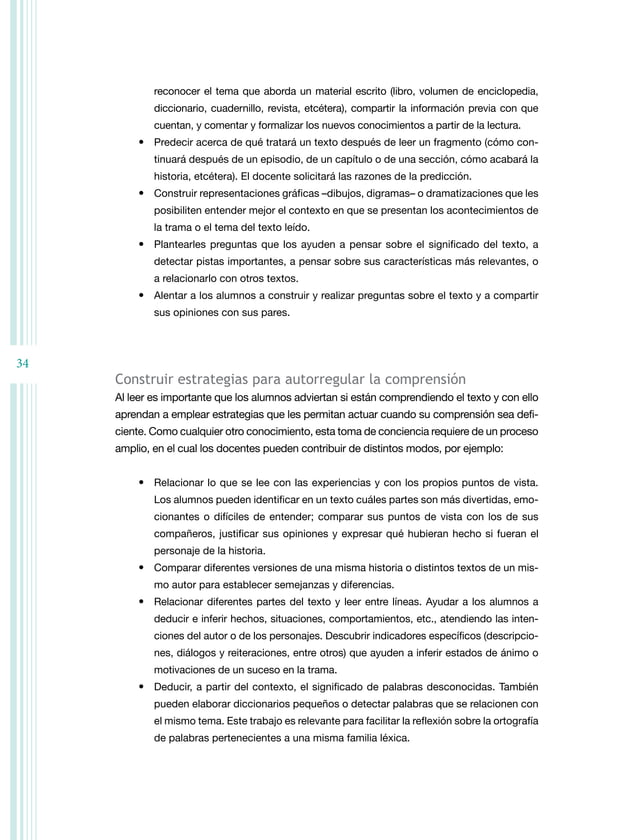 reconocer el tema que aborda un material escrito (libro, volumen de enciclopedia,
diccionario, cuadernillo, revista, etcétera), compartir la información previa con que
cuentan, y comentar y formalizar los nuevos conocimientos a partir de la lectura.
• Predecir acerca de qué tratará un texto después de leer un fragmento (cómo con-
tinuará después de un episodio, de un capítulo o de una sección, cómo acabará la
historia, etcétera). El docente solicitará las razones de la predicción.
• Construir representaciones gráficas –dibujos, digramas– o dramatizaciones que les
posibiliten entender mejor el contexto en que se presentan los acontecimientos de
la trama o el tema del texto leído.
• Plantearles preguntas que los ayuden a pensar sobre el significado del texto, a
detectar pistas importantes, a pensar sobre sus características más relevantes, o
a relacionarlo con otros textos.
• Alentar a los alumnos a construir y realizar preguntas sobre el texto y a compartir
sus opiniones con sus pares.
34
Construir estrategias para autorregular la comprensión
Al leer es importante que los alumnos adviertan si están comprendiendo el texto y con ello
aprendan a emplear estrategias que les permitan actuar cuando su comprensión sea defi-
ciente. Como cualquier otro conocimiento, esta toma de conciencia requiere de un proceso
amplio, en el cual los docentes pueden contribuir de distintos modos, por ejemplo:
• Relacionar lo que se lee con las experiencias y con los propios puntos de vista.
Los alumnos pueden identificar en un texto cuáles partes son más divertidas, emo-
cionantes o difíciles de entender; comparar sus puntos de vista con los de sus
compañeros, justificar sus opiniones y expresar qué hubieran hecho si fueran el
personaje de la historia.
• Comparar diferentes versiones de una misma historia o distintos textos de un mis-
mo autor para establecer semejanzas y diferencias.
• Relacionar diferentes partes del texto y leer entre líneas. Ayudar a los alumnos a
deducir e inferir hechos, situaciones, comportamientos, etc., atendiendo las inten-
ciones del autor o de los personajes. Descubrir indicadores específicos (descripcio-
nes, diálogos y reiteraciones, entre otros) que ayuden a inferir estados de ánimo o
motivaciones de un suceso en la trama.
• Deducir, a partir del contexto, el significado de palabras desconocidas. También
pueden elaborar diccionarios pequeños o detectar palabras que se relacionen con
el mismo tema. Este trabajo es relevante para facilitar la reflexión sobre la ortografía
de palabras pertenecientes a una misma familia léxica.